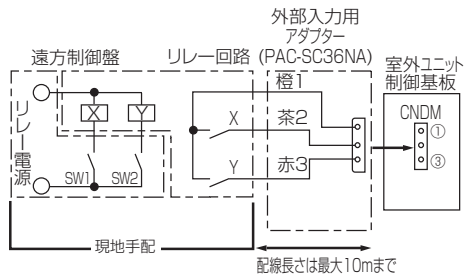 外部入力用
アダプター
(PAC-SC36NA)
遠方制御盤
リレー回路
室外ユニット
制御基板
橙1
CNDM
X
Y
X
茶2
①
リレー電源
Y
赤3
③
SW1
SW2
現地手配
配線長さは最大10mまで